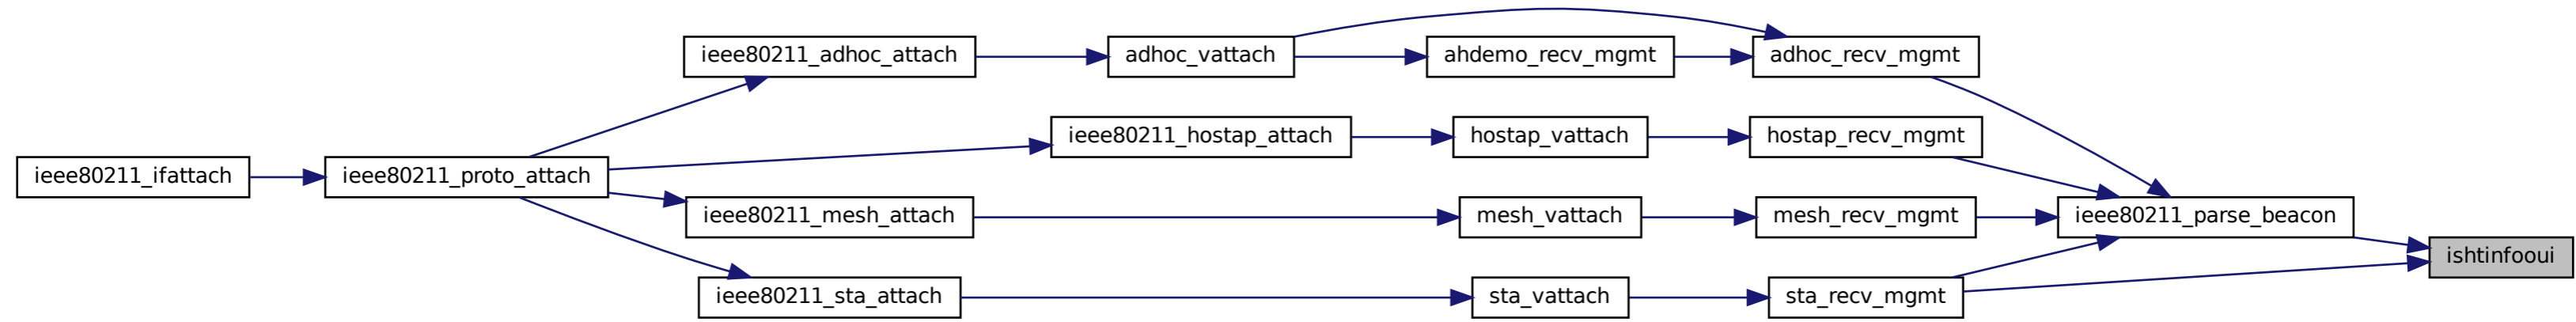 ieee80211_adhoc_attach
adhoc_vattach
ahdemo_recv_mgmt
adhoc_recv_mgmt
ieee80211_hostap_attach
hostap_vattach
hostap_recv_mgmt
ieee80211_ifattach
ieee80211_proto_attach
ieee80211_mesh_attach
mesh_vattach
mesh_recv_mgmt
ieee80211_parse_beacon
ishtinfooui
ieee80211_sta_attach
sta_vattach
sta_recv_mgmt